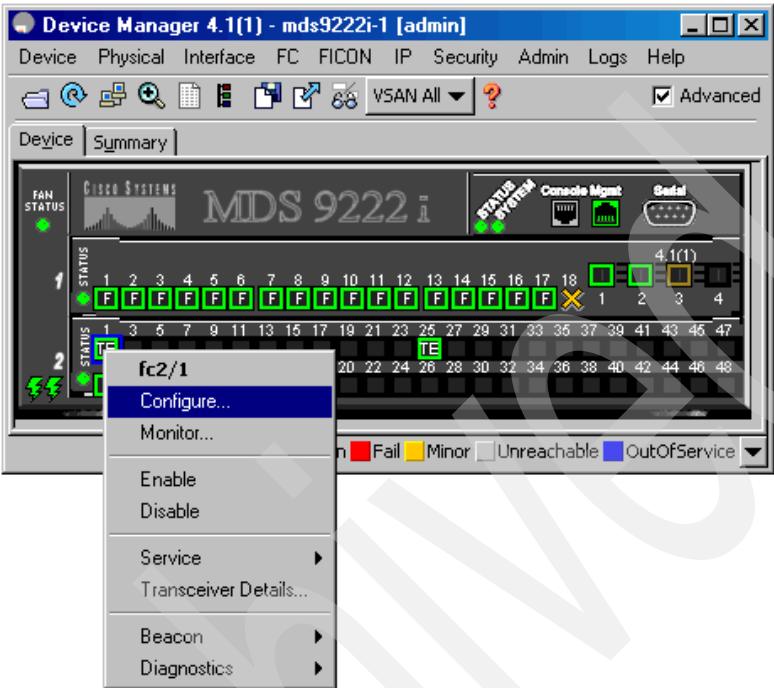 Device Manager 4.1(1) - mds9222i-1 [admin]
Device Physical Interface FC FICON IP Security Admin Logs Help
VSAN All Advanced
Device Summary
FAN STATUS CISCO SYSTEMS MDS 9222 i STATUS SYSTEM Console Mgmt Serial
4.1(1)
1 STATUS 1 2 3 4 5 6 7 8 9 10 11 12 13 14 15 16 17 18
F F F F F F F F F F F F F F F F F 1 2 3 4
2 STATUS 1 3 5 7 9 11 13 15 17 19 21 23 25 27 29 31 33 35 37 39 41 43 45 47
TE TE
20 22 24 26 28 30 32 34 36 38 40 42 44 46 48
fc2/1
Configure...
Monitor...
Fail Minor Unreachable OutOfService
Enable
Disable
Service
Transceiver Details...
Beacon
Diagnostics